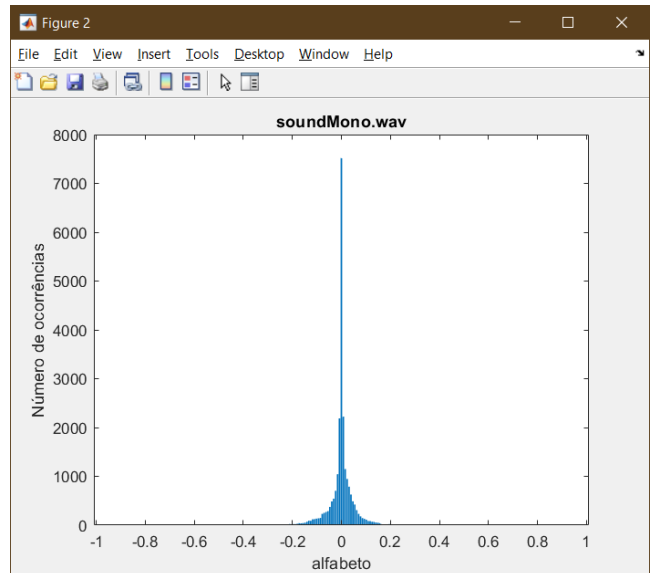 Figure 2
File Edit View Insert Tools Desktop Window Help
soundMono.wav
8000
7000
6000
5000
4000
3000
2000
1000
0
Número de ocorrências
-1 -0.8 -0.6 -0.4 -0.2 0 0.2 0.4 0.6 0.8 1
alfabeto